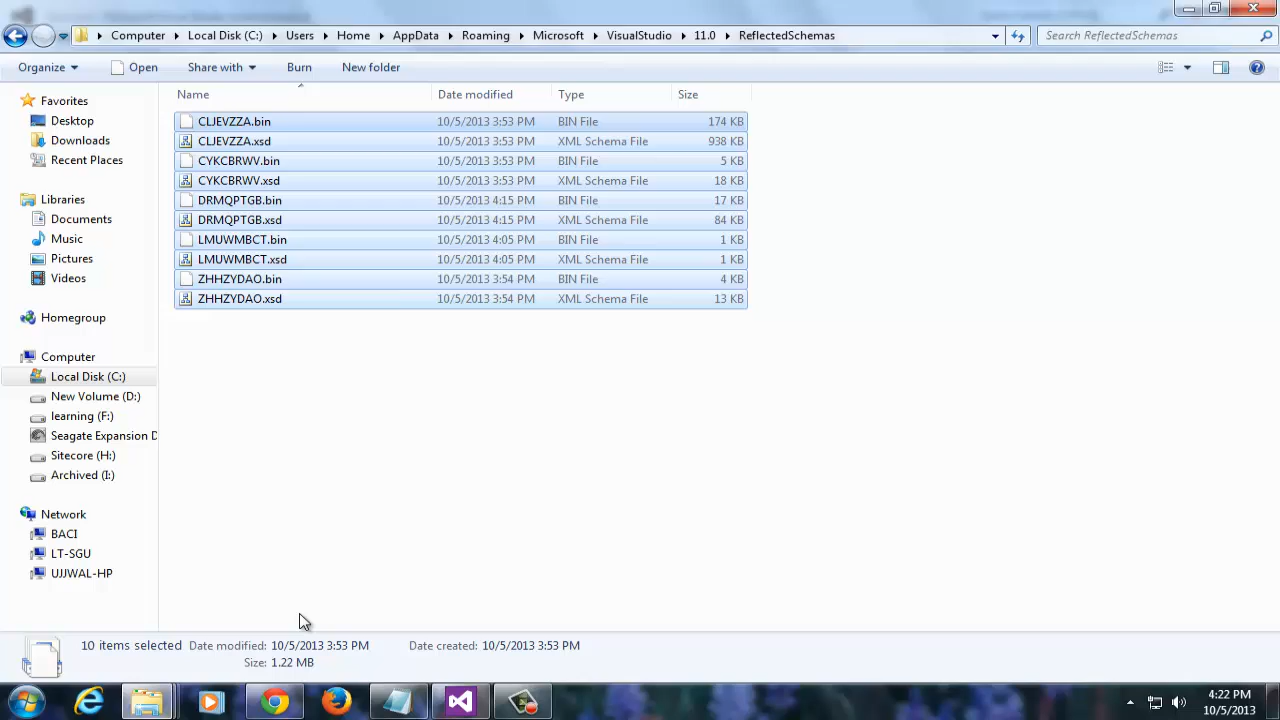 Computer Local Disk (C:) Users Home AppData Roaming Microsoft VisualStudio 11.0 ReflectedSchemas Search ReflectedSchemas
Organize Open Share with Burn New folder
Name Date modified Type Size
CLJEVZZA.bin 10/5/2013 3:53 PM BIN File 174 KB
CLJEVZZA.xsd 10/5/2013 3:53 PM XML Schema File 938 KB
CYKCBRWV.bin 10/5/2013 3:53 PM BIN File 5 KB
CYKCBRWV.xsd 10/5/2013 3:53 PM XML Schema File 18 KB
DRMQPTGB.bin 10/5/2013 4:15 PM BIN File 17 KB
DRMQPTGB.xsd 10/5/2013 4:15 PM XML Schema File 84 KB
LMUWMBCT.bin 10/5/2013 4:05 PM BIN File 1 KB
LMUWMBCT.xsd 10/5/2013 4:05 PM XML Schema File 1 KB
ZHHZYDAO.bin 10/5/2013 3:54 PM BIN File 4 KB
ZHHZYDAO.xsd 10/5/2013 3:54 PM XML Schema File 13 KB
Favorites
Desktop
Downloads
Recent Places
Libraries
Documents
Music
Pictures
Videos
Homegroup
Computer
Local Disk (C:)
New Volume (D:)
learning (F:)
Seagate Expansion D
Sitecore (H:)
Archived (I:)
Network
BACI
LT-SGU
UJJWAL-HP
10 items selected Date modified: 10/5/2013 3:53 PM Date created: 10/5/2013 3:53 PM
Size: 1.22 MB
4:22 PM
10/5/2013